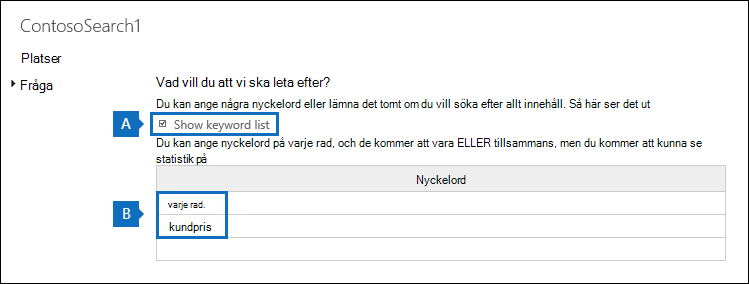 ContosoSearch1
Platser
Fråga
Vad vill du att vi ska leta efter?
Du kan ange några nyckelord eller lämna det tomt om du vill söka efter allt innehåll. Så här ser det ut
A
Show keyword list
Du kan ange nyckelord på varje rad, och de kommer att vara ELLER tillsammans, men du kommer att kunna se
statistik på
Nyckelord
B
varje rad.
kundpris